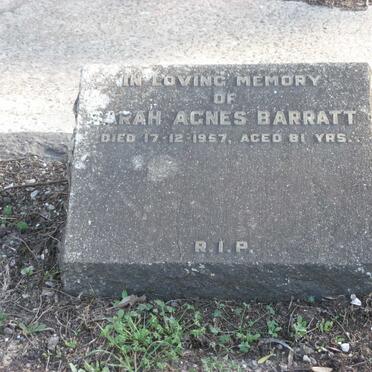 IN LOVING MEMORY
OF
SARAH AGNES BARRATT
DIED 17-12-1957, AGED 81 YRS.
R.I.P.